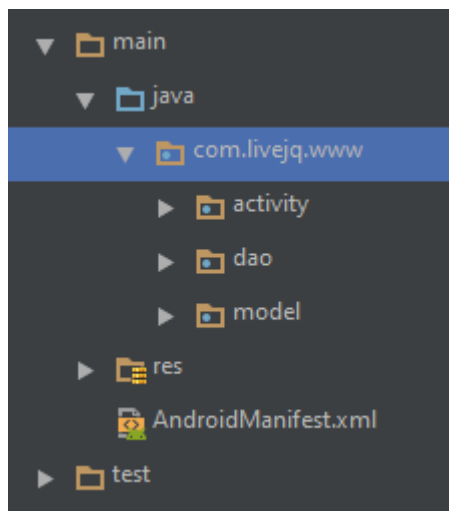 main
java
com.livejq.www
activity
dao
model
res
AndroidManifest.xml
test